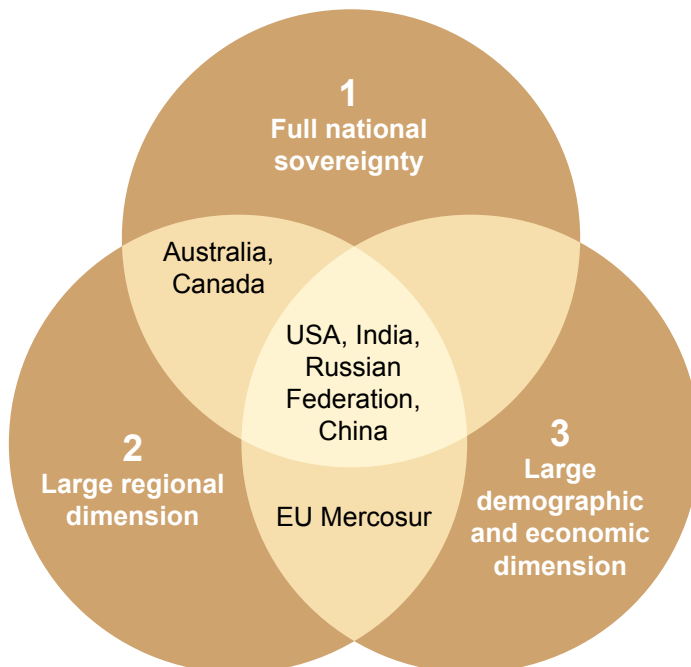 1
Full national
sovereignty
Australia,
Canada
USA, India,
Russian
Federation,
China
2
Large regional
dimension
3
Large
demographic
and economic
dimension
EU Mercosur